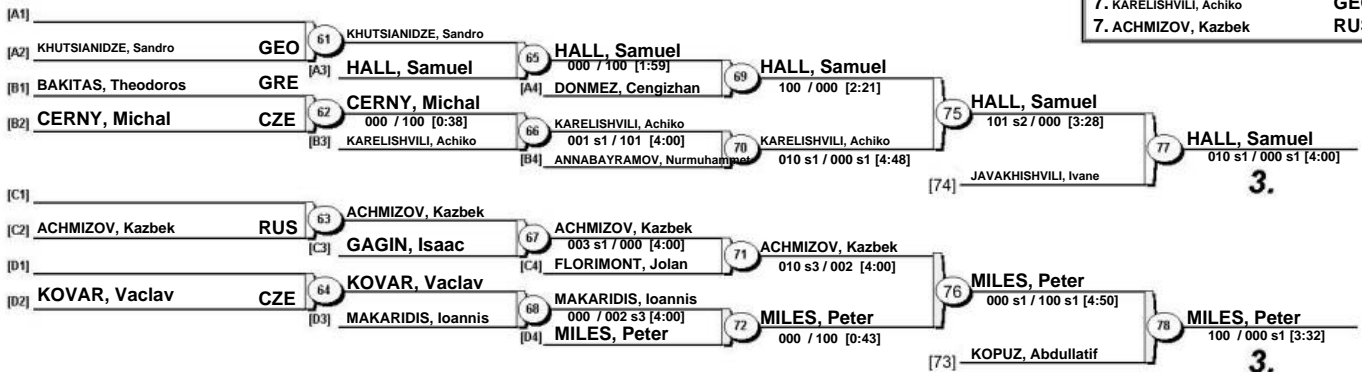 7. KARELISHVILI, Achiko
7. ACHMIZOV, Kazbek RUS
[A1]
[A2] KHUTSIANIDZE, Sandro GEO
61 KHUTSIANIDZE, Sandro
[A3] HALL, Samuel
65 HALL, Samuel
000 / 100 [1:59]
[A4] DONMEZ, Cengizhan
69 HALL, Samuel
100 / 000 [2:21]
[B1] BAKITAS, Theodoros GRE
[B2] CERNY, Michal CZE
62 CERNY, Michal
000 / 100 [0:38]
[B3] KARELISHVILI, Achiko
66 KARELISHVILI, Achiko
001 s1 / 101 [4:00]
[B4] ANNABAYRAMOV, Nurmuhammet
70 KARELISHVILI, Achiko
010 s1 / 000 s1 [4:48]
75 HALL, Samuel
101 s2 / 000 [3:28]
[74] JAVAKHISHVILI, Ivane
77 HALL, Samuel
010 s1 / 000 s1 [4:00]
3.
[C1]
[C2] ACHMIZOV, Kazbek RUS
63 ACHMIZOV, Kazbek
[C3] GAGIN, Isaac
67 ACHMIZOV, Kazbek
003 s1 / 000 [4:00]
[C4] FLORIMONT, Jolan
71 ACHMIZOV, Kazbek
010 s3 / 002 [4:00]
[D1]
[D2] KOVAR, Vaclav CZE
64 KOVAR, Vaclav
[D3] MAKARIDIS, Ioannis
68 MAKARIDIS, Ioannis
000 / 002 s3 [4:00]
[D4] MILES, Peter
72 MILES, Peter
000 / 100 [0:43]
76 MILES, Peter
000 s1 / 100 s1 [4:50]
[73] KOPUZ, Abdullatif
78 MILES, Peter
100 / 000 s1 [3:32]
3.